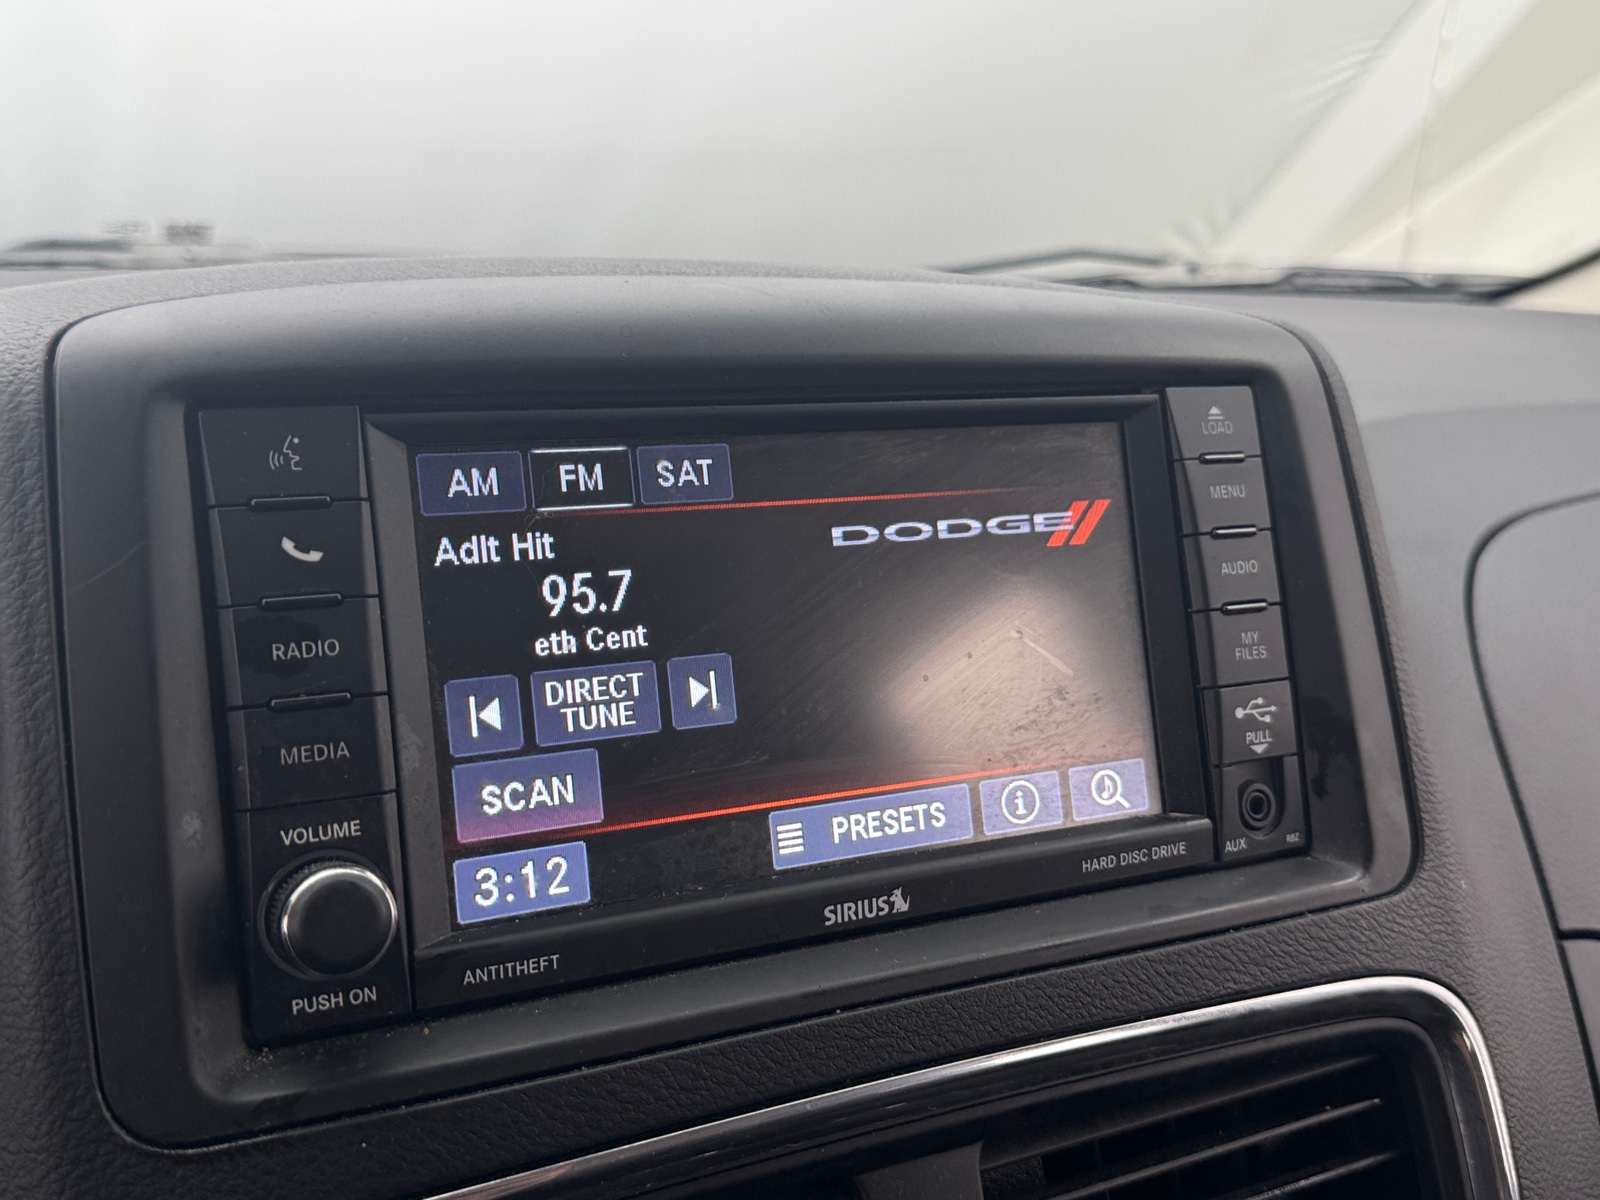 AM FM SAT
Adlt Hit
DODGE
95.7
eth Cent
DIRECT
TUNE
SCAN
PRESETS
3:12
RADIO
MEDIA
VOLUME
PUSH ON
ANTITHEFT
SIRIUS
HARD DISC DRIVE
LOAD
MENU
AUDIO
MY
FILES
PULL
AUX
RBZ